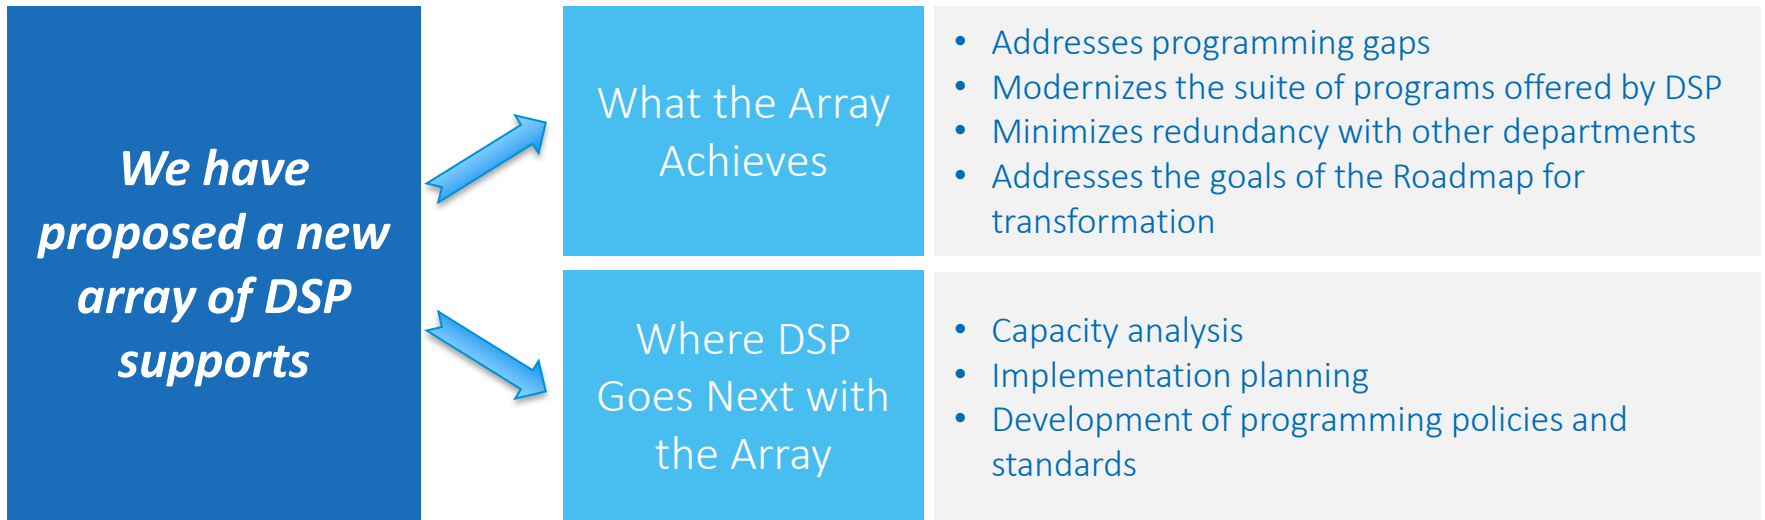 We have
proposed a new
array of DSP
supports
What the Array
Achieves
• Addresses programming gaps
• Modernizes the suite of programs offered by DSP
• Minimizes redundancy with other departments
• Addresses the goals of the Roadmap for
transformation
Where DSP
Goes Next with
the Array
• Capacity analysis
• Implementation planning
• Development of programming policies and
standards